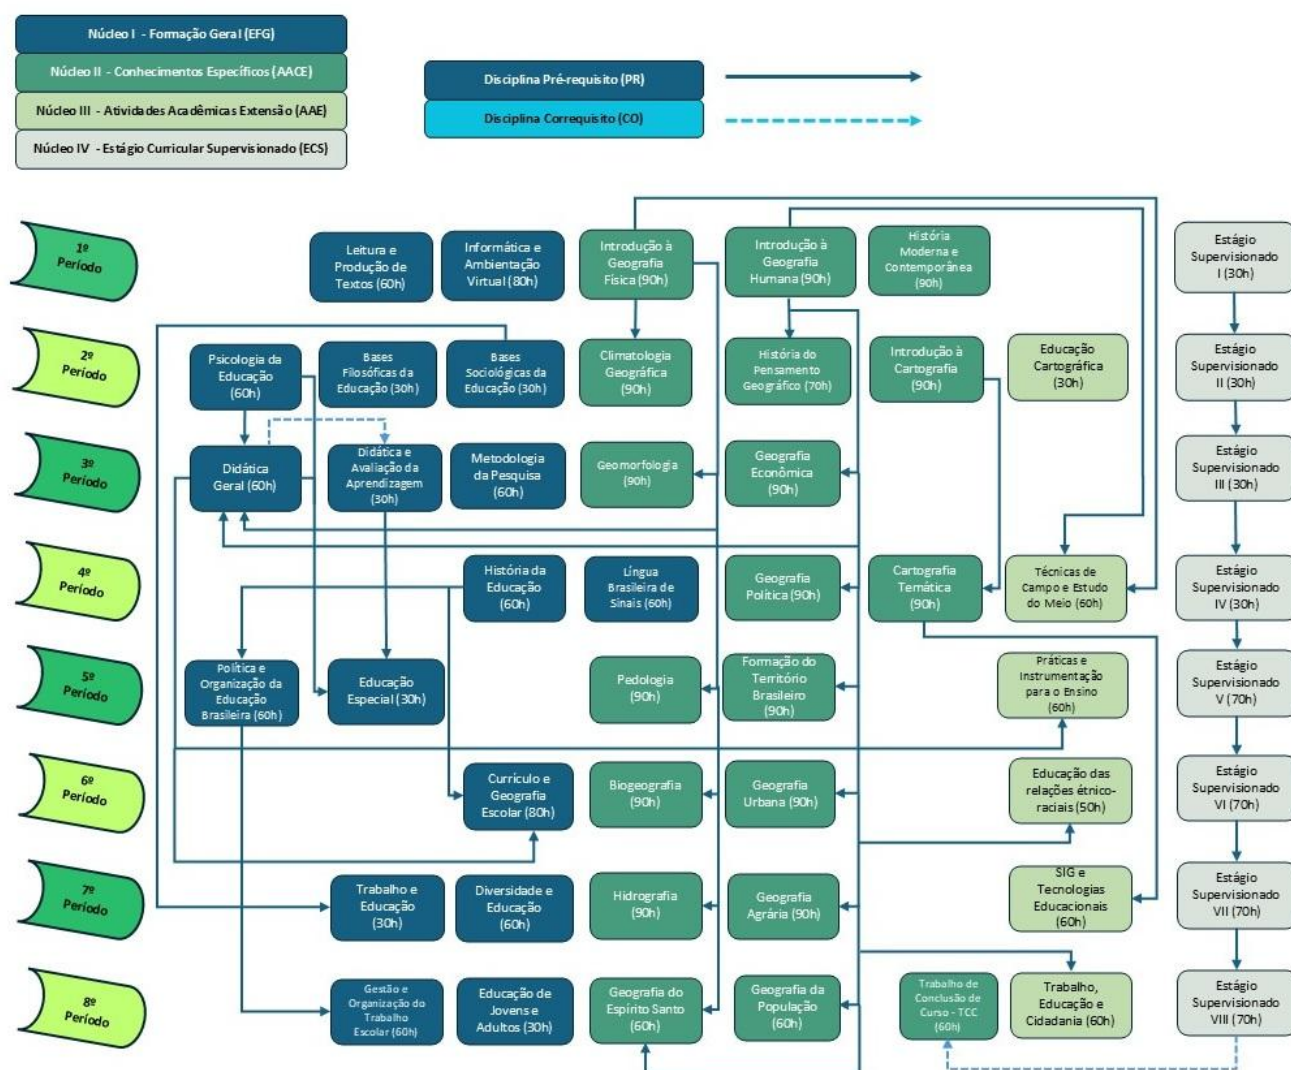 Núcleo I - Formação Geral (EFG)
Núcleo II - Conhecimentos Específicos (AACE)
Núcleo III - Atividades Acadêmicas Extensão (AAE)
Núcleo IV - Estágio Curricular Supervisionado (ECS)
Disciplina Pré-requisito (PR)
Disciplina Correquisito (CO)
1º
Período
Leitura e
Produção de
Textos (60h)
Informática e
Ambientação
Virtual (80h)
Introdução à
Geografia
Física (90h)
Introdução à
Geografia
Humana (90h)
História
Moderna e
Contemporânea
(90h)
Estágio
Supervisionado
I (30h)
2º
Período
Psicologia da
Educação
(60h)
Bases
Filosóficas da
Educação (30h)
Bases
Sociológicas da
Educação (30h)
Climatologia
Geográfica
(90h)
História do
Pensamento
Geográfico (70h)
Introdução à
Cartografia
(90h)
Educação
Cartográfica
(30h)
Estágio
Supervisionado
II (30h)
3º
Período
Didática
Geral (60h)
Didática e
Avaliação da
Aprendizagem
(30h)
Metodologia
da Pesquisa
(60h)
Geomorfologia
(90h)
Geografia
Econômica
(90h)
Estágio
Supervisionado
III (30h)
4º
Período
História da
Educação
(60h)
Língua
Brasileira de
Sinais (60h)
Geografia
Política (90h)
Cartografia
Temática
(90h)
Técnicas de
Campo e Estudo
do Meio (60h)
Estágio
Supervisionado
IV (30h)
5º
Período
Política e
Organização da
Educação
Brasileira (60h)
Educação
Especial (30h)
Pedologia
(90h)
Formação do
Território
Brasileiro
(90h)
Práticas e
Instrumentação
para o Ensino
(60h)
Estágio
Supervisionado
V (70h)
6º
Período
Currículo e
Geografia
Escolar (80h)
Biogeografia
(90h)
Geografia
Urbana (90h)
Educação das
relações étnico-
raciais (50h)
Estágio
Supervisionado
VI (70h)
7º
Período
Trabalho e
Educação
(30h)
Diversidade e
Educação
(60h)
Hidrografia
(90h)
Geografia
Agrária (90h)
SIG e
Tecnologias
Educacionais
(60h)
Estágio
Supervisionado
VII (70h)
8º
Período
Gestão e
Organização do
Trabalho
Escolar (60h)
Educação de
Jovens e
Adultos (30h)
Geografia do
Espírito Santo
(60h)
Geografia da
População
(60h)
Trabalho de
Conclusão de
Curso - TCC
(60h)
Trabalho,
Educação e
Cidadania (60h)
Estágio
Supervisionado
VIII (70h)